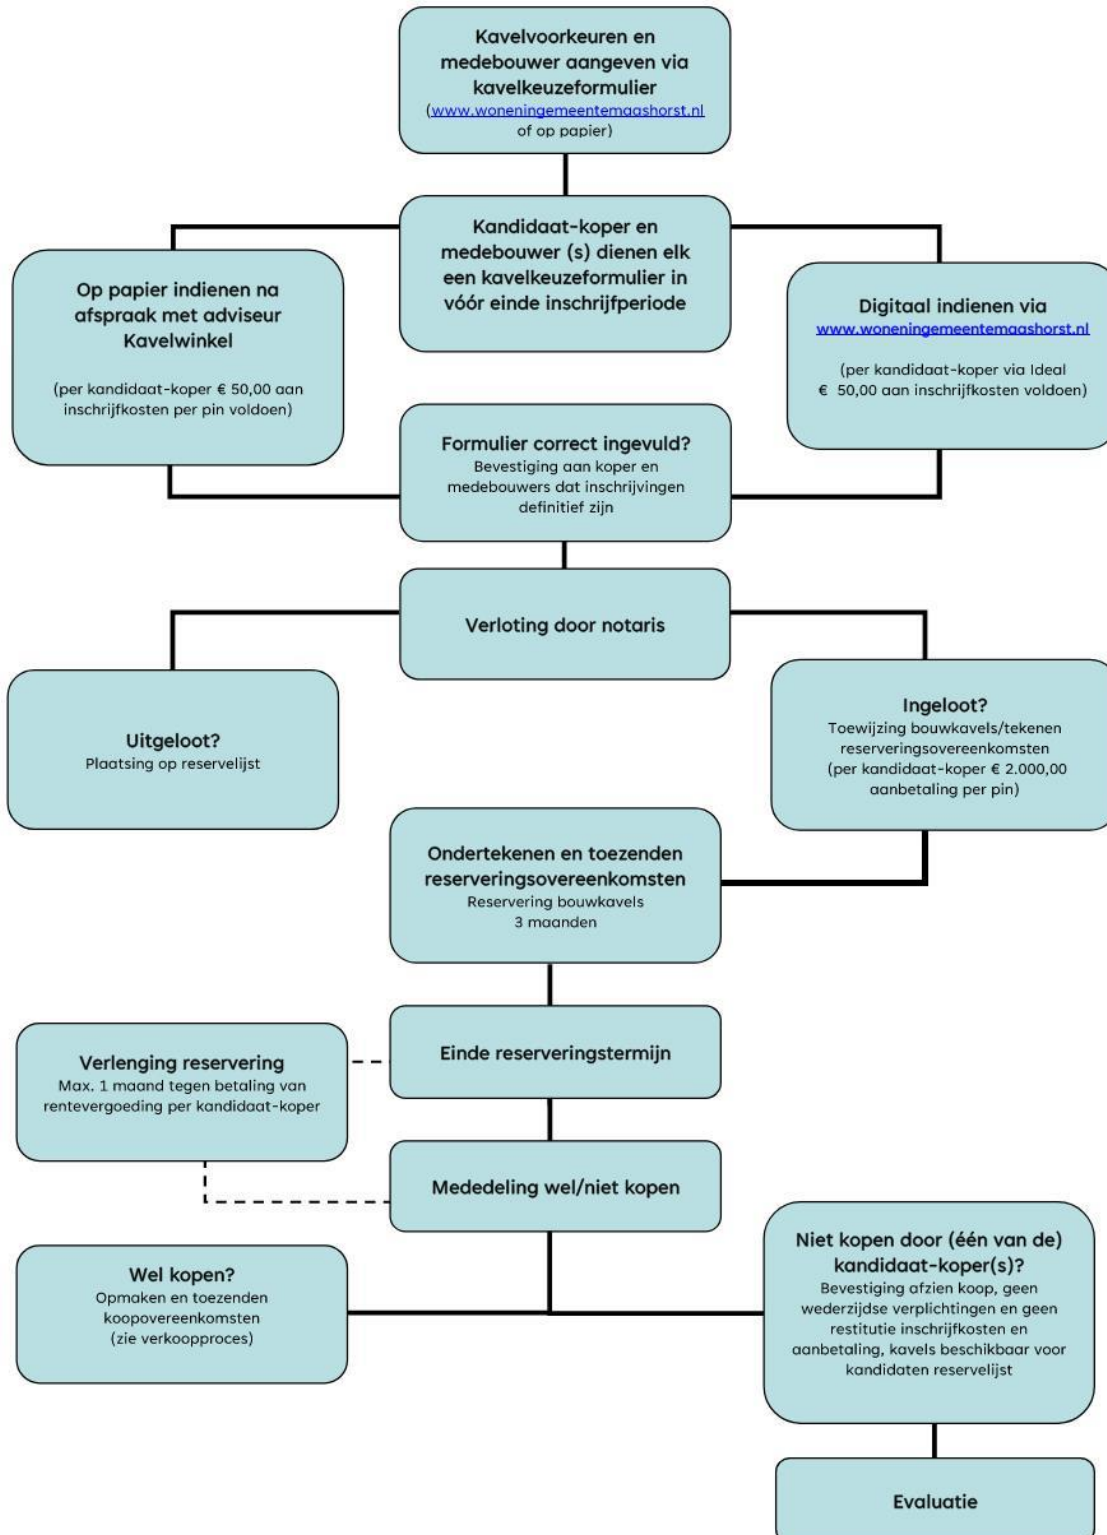 Kavelvoorkeuren en
medebouwer aangeven via
kavelkeuzeformulier
(www.woneningemeentemaashorst.nl
of op papier)
Kandidaat-koper en
medebouwer (s) dienen elk
een kavelkeuzeformulier in
vóór einde inschrijfperiode
Op papier indienen na
afspraak met adviseur
Kavelwinkel
(per kandidaat-koper € 50,00 aan
inschrijfkosten per pin voldoen)
Digitaal indienen via
www.woneningemeentemaashorst.nl
(per kandidaat-koper via Ideal
€ 50,00 aan inschrijfkosten voldoen)
Formulier correct ingevuld?
Bevestiging aan koper en
medebouwers dat inschrijvingen
definitief zijn
Verloting door notaris
Uitgeloot?
Plaatsing op reservelijst
Ingeloot?
Toewijzing bouwkavels/tekenen
reserveringsovereenkomsten
(per kandidaat-koper € 2.000,00
aanbetaling per pin)
Ondertekenen en toezenden
reserveringsovereenkomsten
Reservering bouwkavels
3 maanden
Einde reserveringstermijn
Verlenging reservering
Max. 1 maand tegen betaling van
rentevergoeding per kandidaat-koper
Mededeling wel/niet kopen
Wel kopen?
Opmaken en toezenden
koopovereenkomsten
(zie verkoopproces)
Niet kopen door (één van de)
kandidaat-koper(s)?
Bevestiging afzien koop, geen
wederzijdse verplichtingen en geen
restitutie inschrijfkosten en
aanbetaling, kavels beschikbaar voor
kandidaten reservelijst
Evaluatie